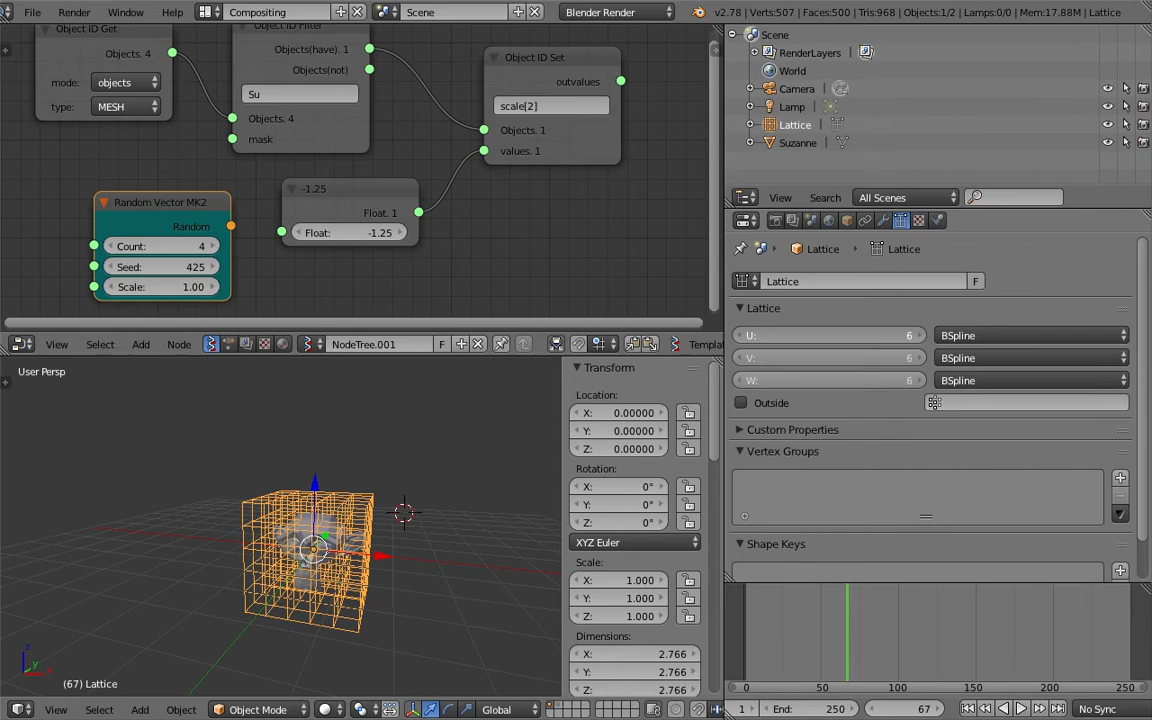 File Render Window Help Compositing Scene Blender Render v2.78 | Verts:507 | Faces:500 | Tris:968 | Objects:1/2 | Lamps:0/0 | Mem:17.88M | Lattice
Object ID Get
Objects. 4
mode: objects
type: MESH
Object ID Filter
Objects(have). 1
Objects(not)
Su
Objects. 4
mask
Object ID Set
outvalues
scale[2]
Objects. 1
values. 1
Random Vector MK2
Random
Count: 4
Seed: 425
Scale: 1.00
-1.25
Float. 1
Float: -1.25
View Select Add Node NodeTree.001 F
User Persp
(67) Lattice
z
y
x
Transform
Location:
X: 0.00000
Y: 0.00000
Z: 0.00000
Rotation:
X: 0°
Y: 0°
Z: 0°
XYZ Euler
Scale:
X: 1.000
Y: 1.000
Z: 1.000
Dimensions:
X: 2.766
Y: 2.766
Z: 2.766
View Select Add Object Object Mode Global
Scene
RenderLayers
World
Camera
Lamp
Lattice
Suzanne
View Search All Scenes
Lattice Lattice
Lattice F
Lattice
U: 6 BSpline
V: 6 BSpline
W: 6 BSpline
Outside
Custom Properties
Vertex Groups
Shape Keys
0 50 100 150 200 250
1 End: 250 67 No Sync